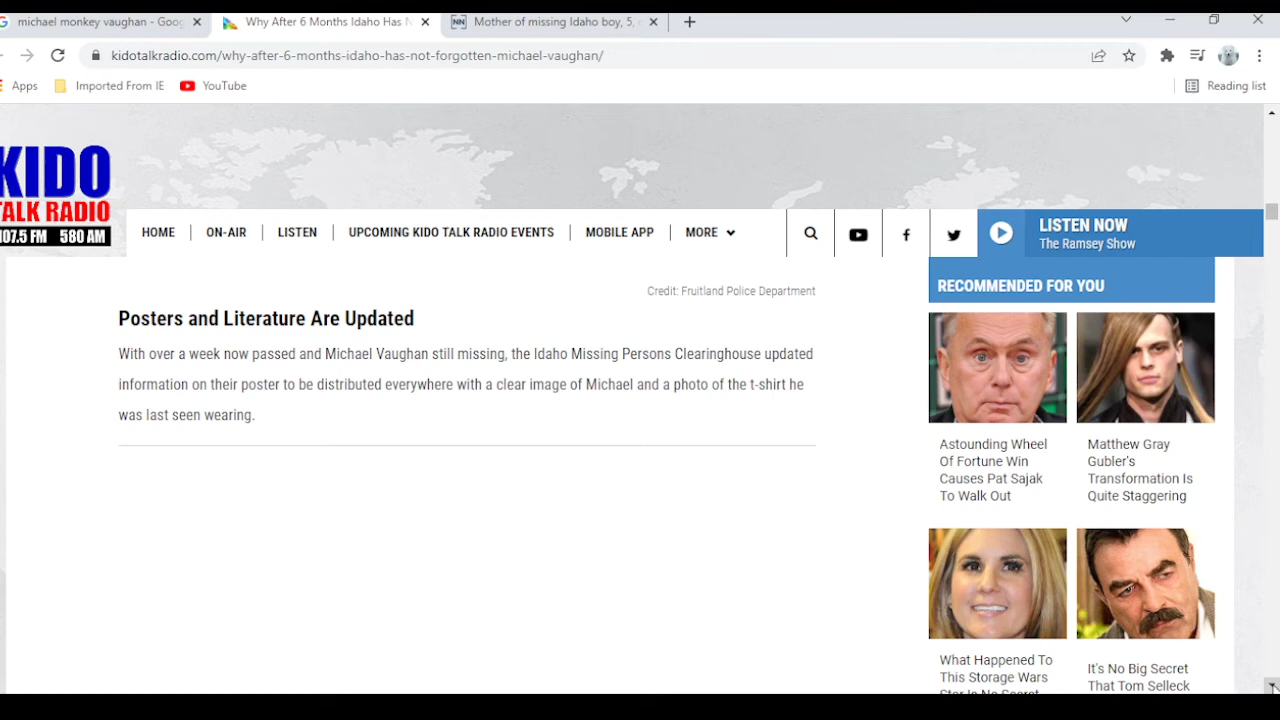 michael monkey vaughan - Goog
Why After 6 Months Idaho Has N
Mother of missing Idaho boy, 5,
kidotalkradio.com/why-after-6-months-idaho-has-not-forgotten-michael-vaughan/
Apps
Imported From IE
YouTube
Reading list
KIDO
TALK RADIO
107.5 FM 580 AM
HOME
ON-AIR
LISTEN
UPCOMING KIDO TALK RADIO EVENTS
MOBILE APP
MORE
LISTEN NOW
The Ramsey Show
Credit: Fruitland Police Department
Posters and Literature Are Updated
With over a week now passed and Michael Vaughan still missing, the Idaho Missing Persons Clearinghouse updated
information on their poster to be distributed everywhere with a clear image of Michael and a photo of the t-shirt he
was last seen wearing.
RECOMMENDED FOR YOU
Astounding Wheel
Of Fortune Win
Causes Pat Sajak
To Walk Out
Matthew Gray
Gubler's
Transformation Is
Quite Staggering
What Happened To
This Storage Wars
Star Is No Secret
It's No Big Secret
That Tom Selleck